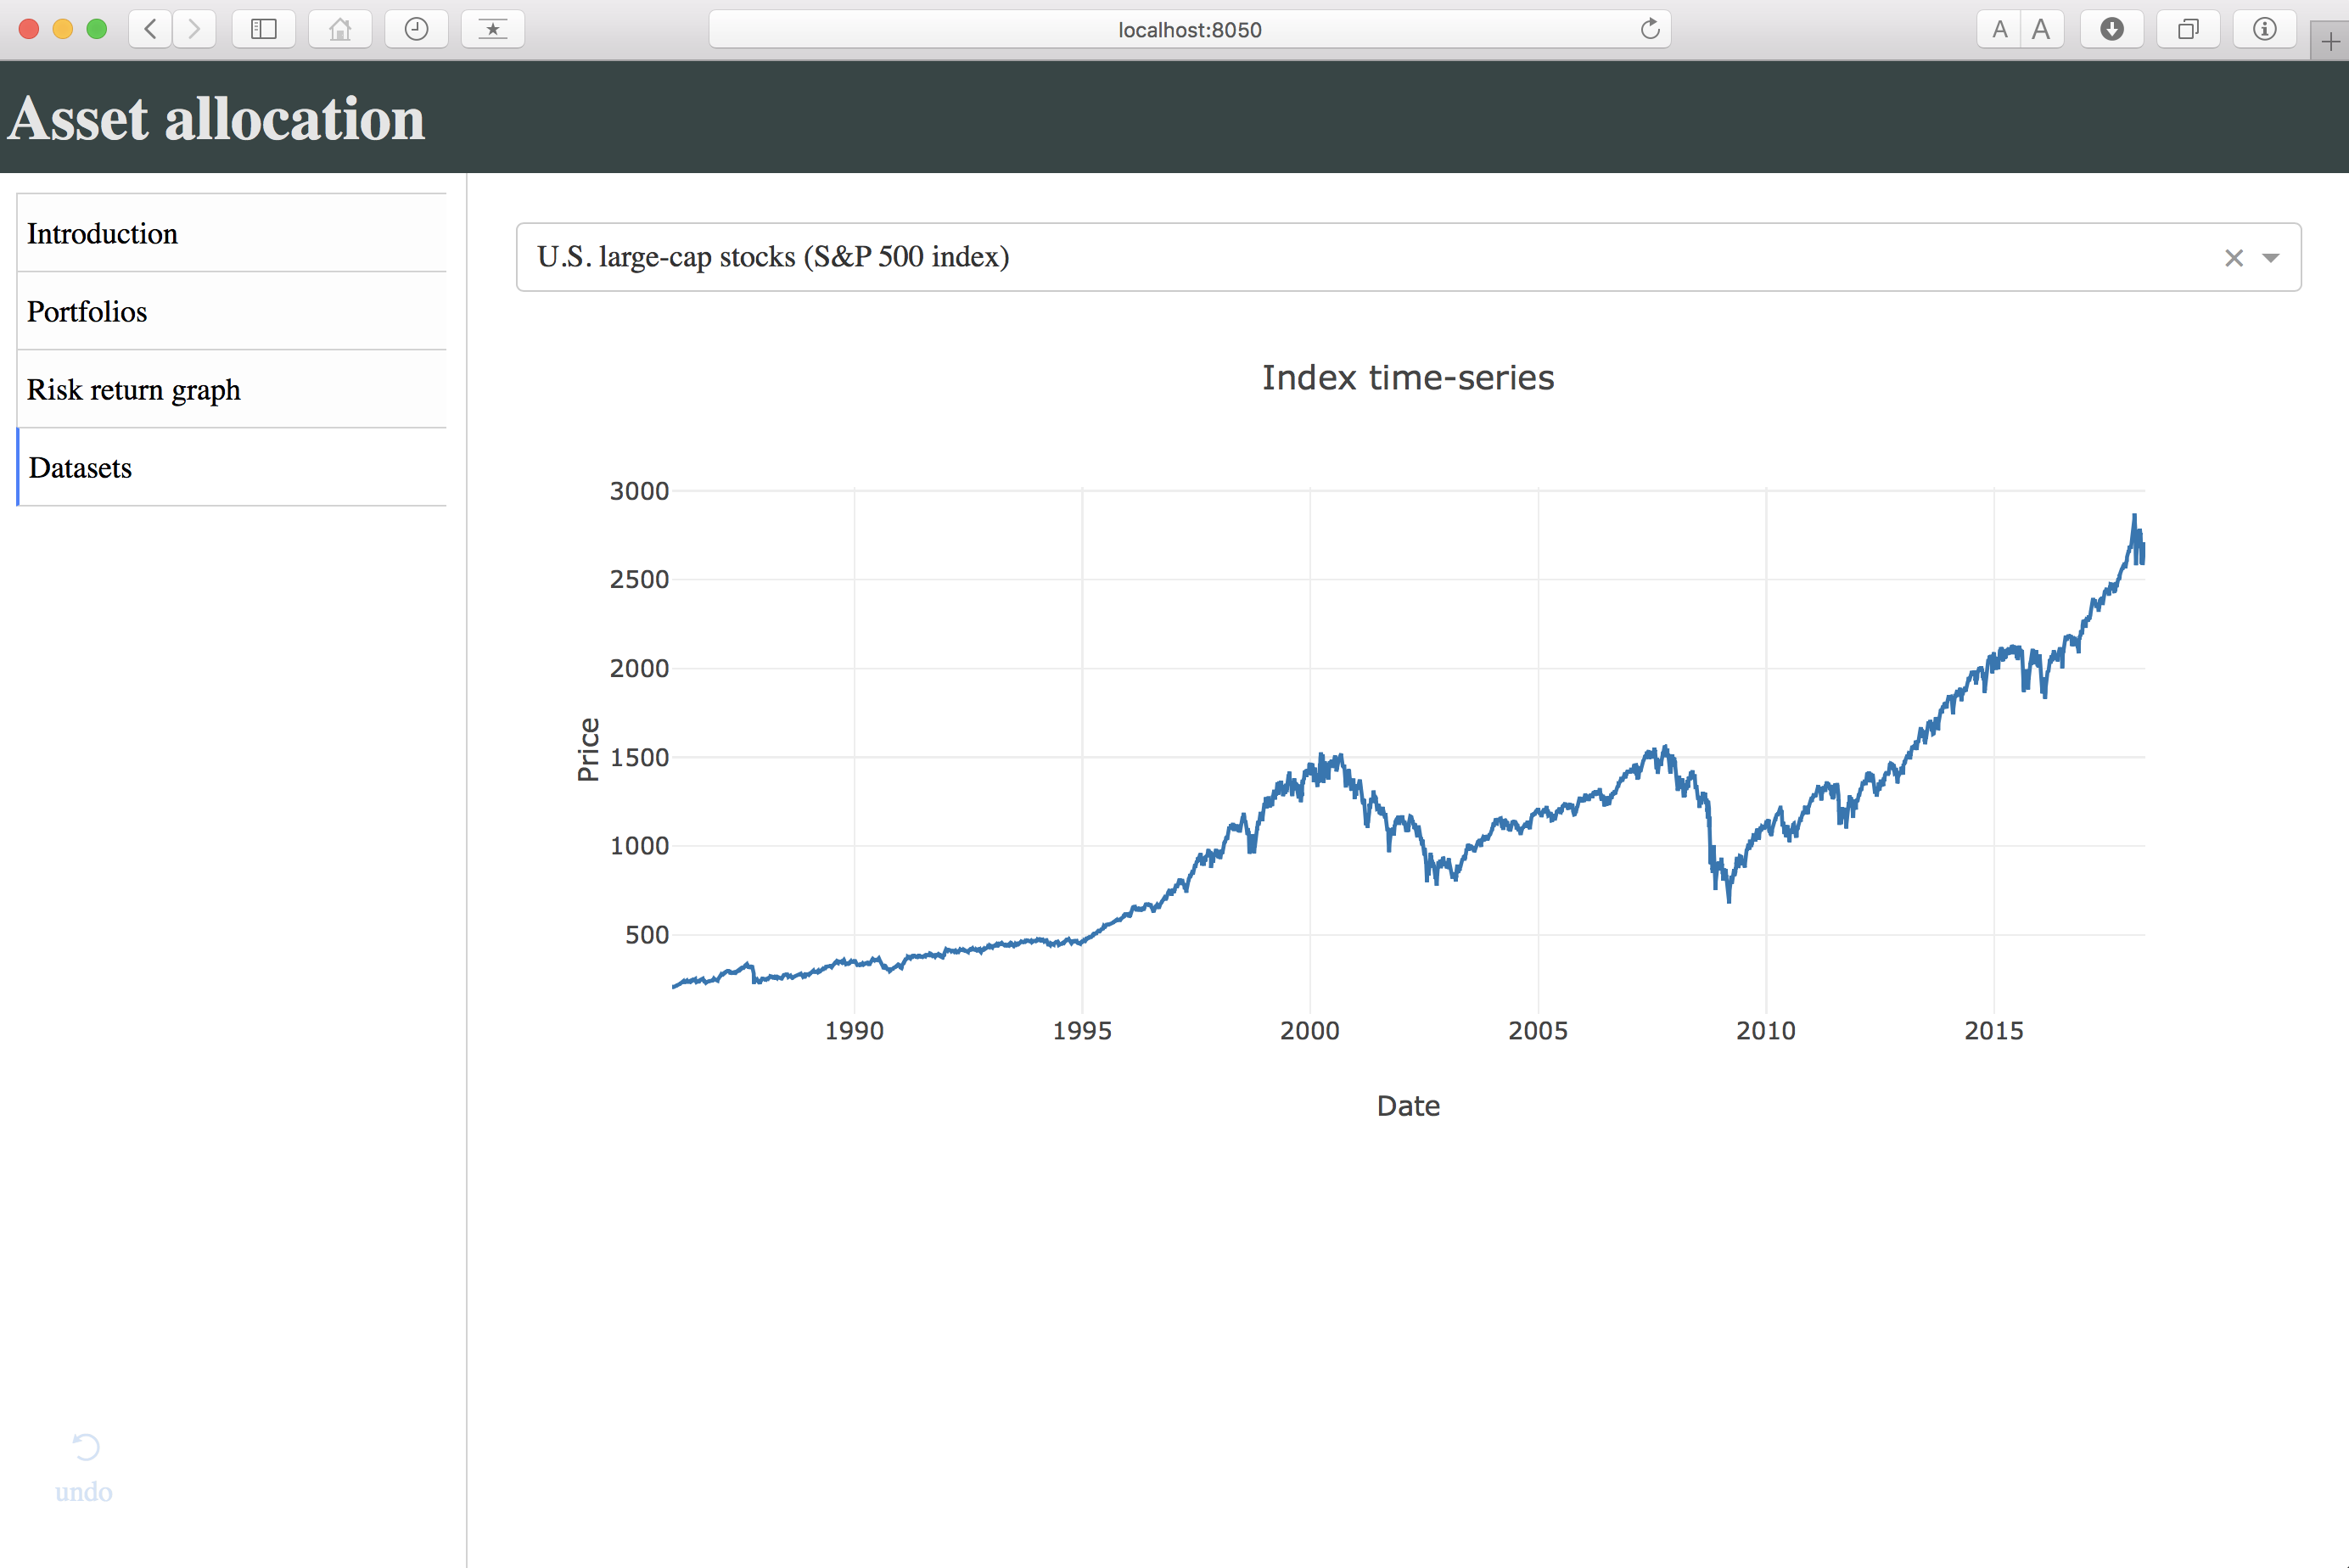 localhost:8050
A A
Asset allocation
Introduction
Portfolios
Risk return graph
Datasets
U.S. large-cap stocks (S&P 500 index)
Index time-series
3000
2500
2000
1500
1000
500
Price
1990 1995 2000 2005 2010 2015
Date
undo